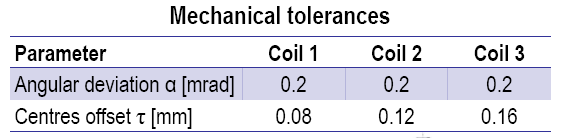 Mechanical tolerances
Parameter Coil 1 Coil 2 Coil 3
Angular deviation α [mrad] 0.2 0.2 0.2
Centres offset τ [mm] 0.08 0.12 0.16